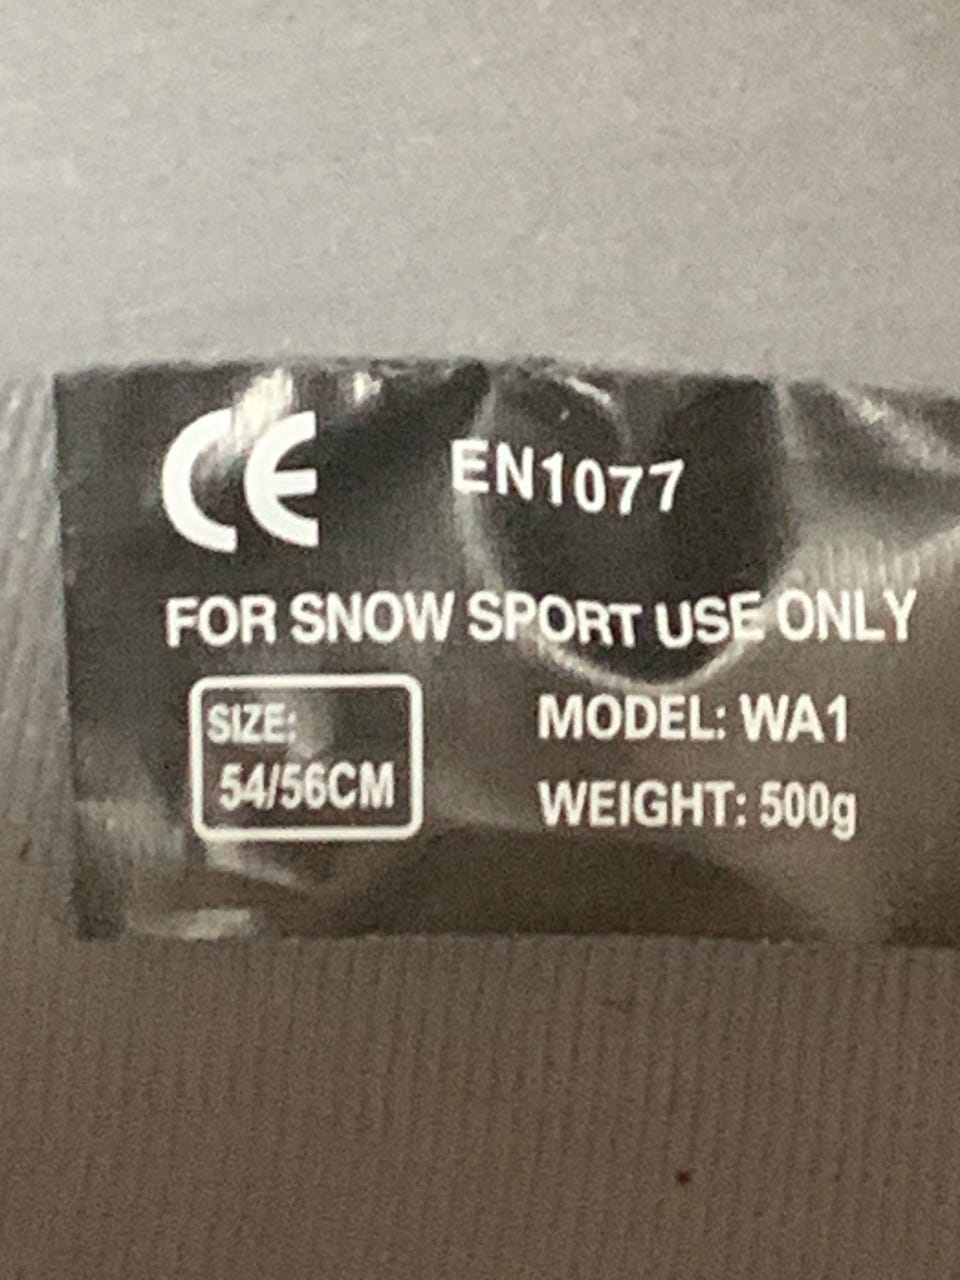 CE EN1077
FOR SNOW SPORT USE ONLY
SIZE:
54/56CM
MODEL: WA1
WEIGHT: 500g